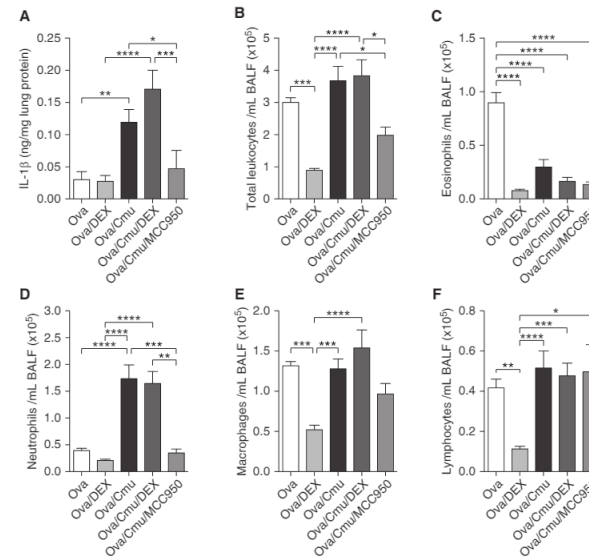 A
IL-1β (ng/mg lung protein)
0.25
0.20
0.15
0.10
0.05
0.00
*
**** ***
**
Ova
Ova/DEX
Ova/Cmu
Ova/Cmu/DEX
Ova/Cmu/MCC950
B
Total leukocytes /mL BALF (x10⁵)
5
4
3
2
1
0
**** *
**** *
***
Ova
Ova/DEX
Ova/Cmu
Ova/Cmu/DEX
Ova/Cmu/MCC950
C
Eosinophils/mL BALF (x10⁵)
1.5
1.0
0.5
0.0
****
****
****
****
Ova
Ova/DEX
Ova/Cmu
Ova/Cmu/DEX
Ova/Cmu/MCC950
D
Neutrophils /mL BALF (x10⁵)
3.0
2.5
2.0
1.5
1.0
0.5
0.0
****
****
**** ***
**
Ova
Ova/DEX
Ova/Cmu
Ova/Cmu/DEX
Ova/Cmu/MCC950
E
Macrophages /mL BALF (x10⁵)
2.0
1.5
1.0
0.5
0.0
****
*** ***
Ova
Ova/DEX
Ova/Cmu
Ova/Cmu/DEX
Ova/Cmu/MCC950
F
Lymphocytes /mL BALF (x10⁵)
0.8
0.6
0.4
0.2
0.0
*
***
****
**
Ova
Ova/DEX
Ova/Cmu
Ova/Cmu/DEX
Ova/Cmu/MCC950